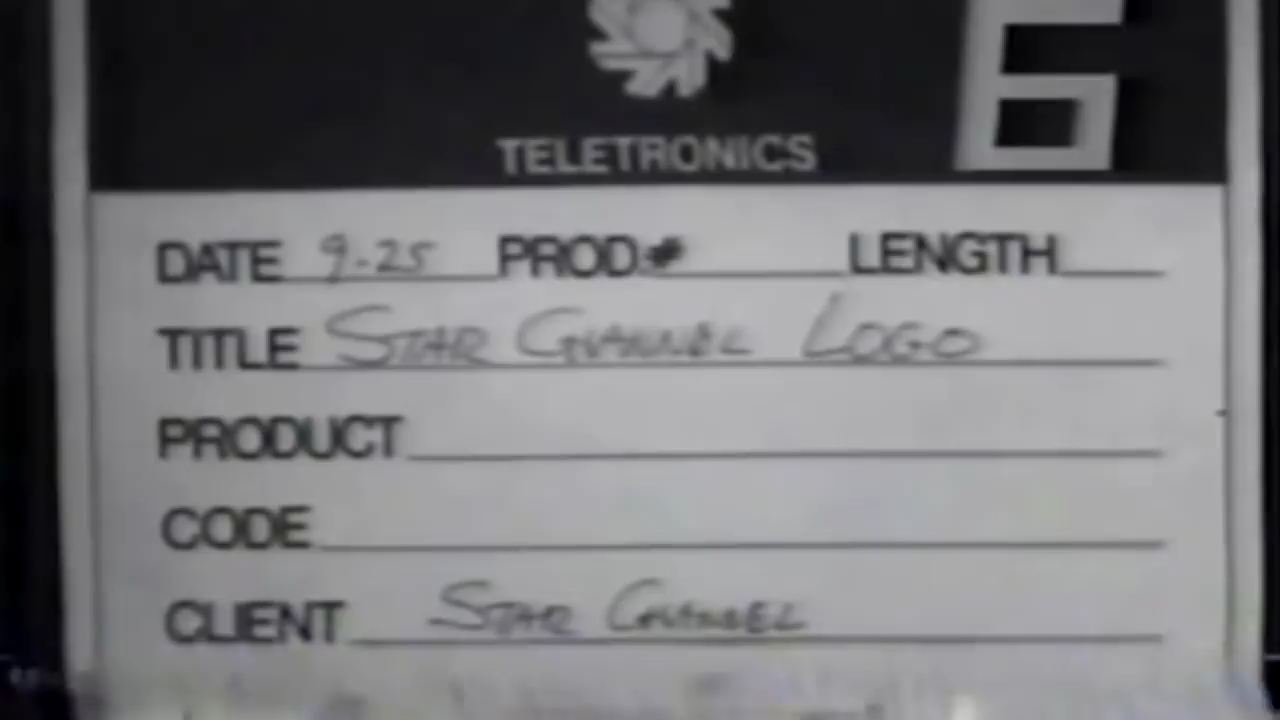 6
TELETRONICS
DATE 9-25 PROD# LENGTH
TITLE STAR CHANNEL LOGO
PRODUCT
CODE
CLIENT STAR CHANNEL